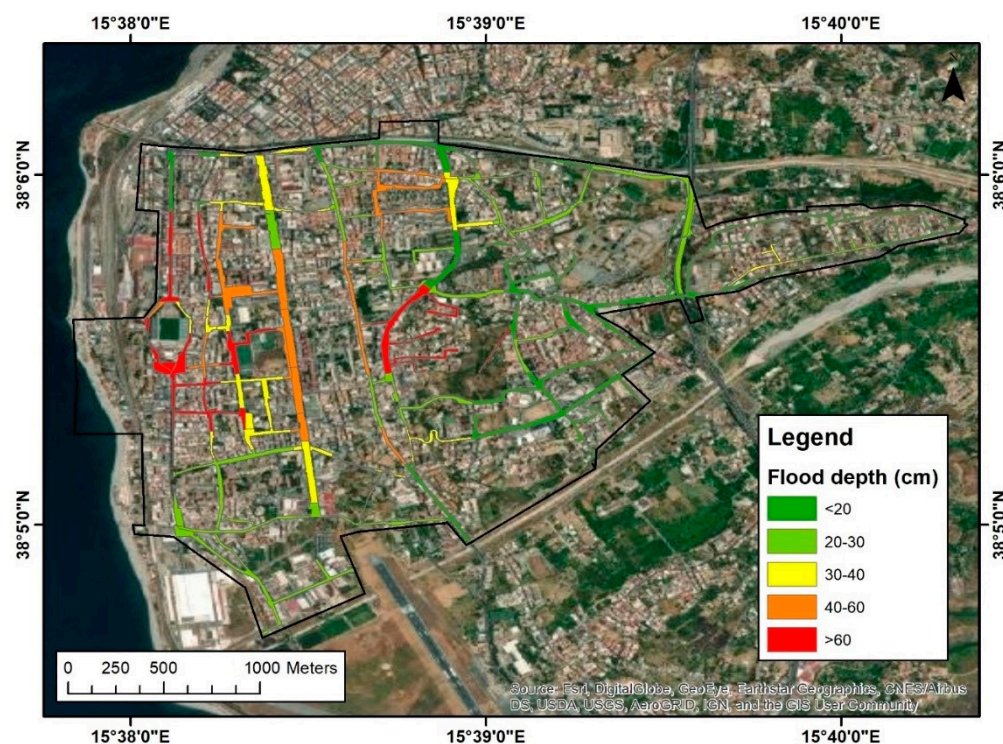 15°38'0"E 15°39'0"E 15°40'0"E
38°6'0"N 38°6'0"N
38°5'0"N 38°5'0"N
Legend
Flood depth (cm)
<20
20-30
30-40
40-60
>60
0 250 500 1000 Meters
Source: Esri, DigitalGlobe, GeoEye, Earthstar Geographics, CNES/Airbus
DS, USDA, USGS, AeroGRID, IGN, and the GIS User Community
15°38'0"E 15°39'0"E 15°40'0"E